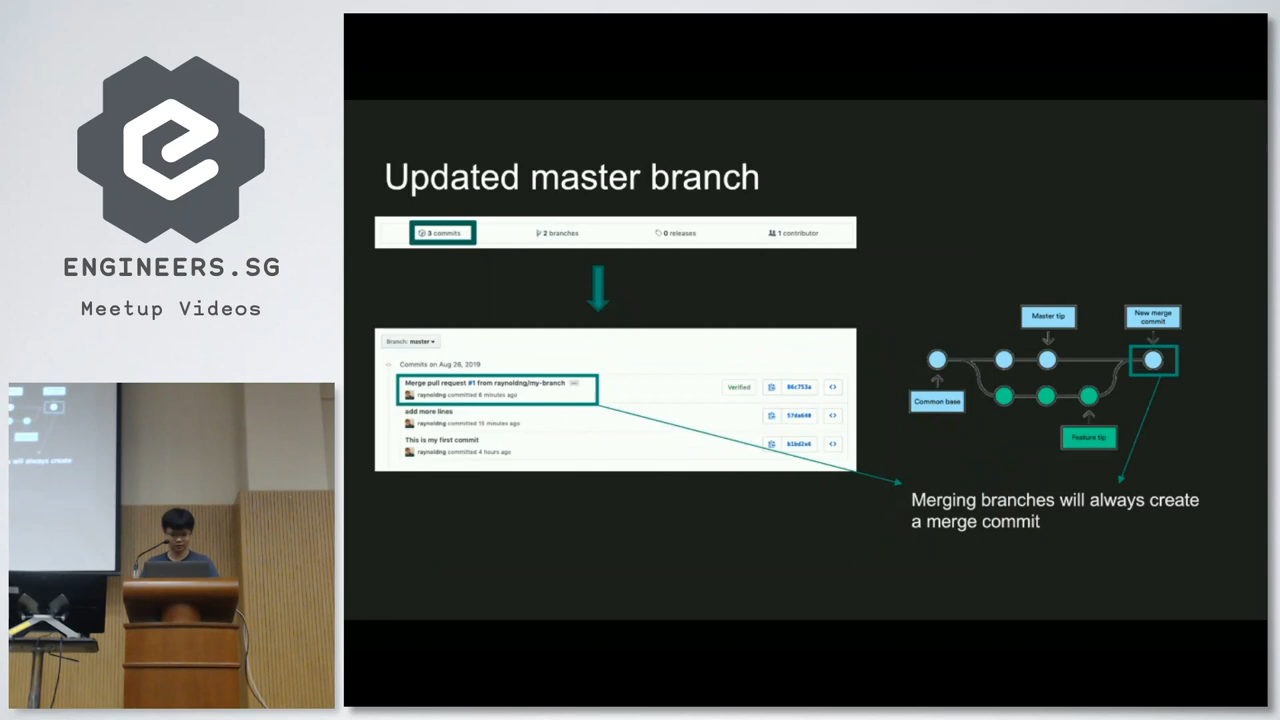 ENGINEERS.SG
Meetup Videos
Updated master branch
3 commits
2 branches
0 releases
1 contributor
Branch: master
Commits on Aug 26, 2019
Merge pull request #1 from raynoldng/my-branch
raynoldng committed 6 minutes ago
Verified
86c753a
add more lines
raynoldng committed 15 minutes ago
57da640
This is my first commit
raynoldng committed 4 hours ago
Master tip
New merge
commit
Common base
Feature tip
Merging branches will always create
a merge commit